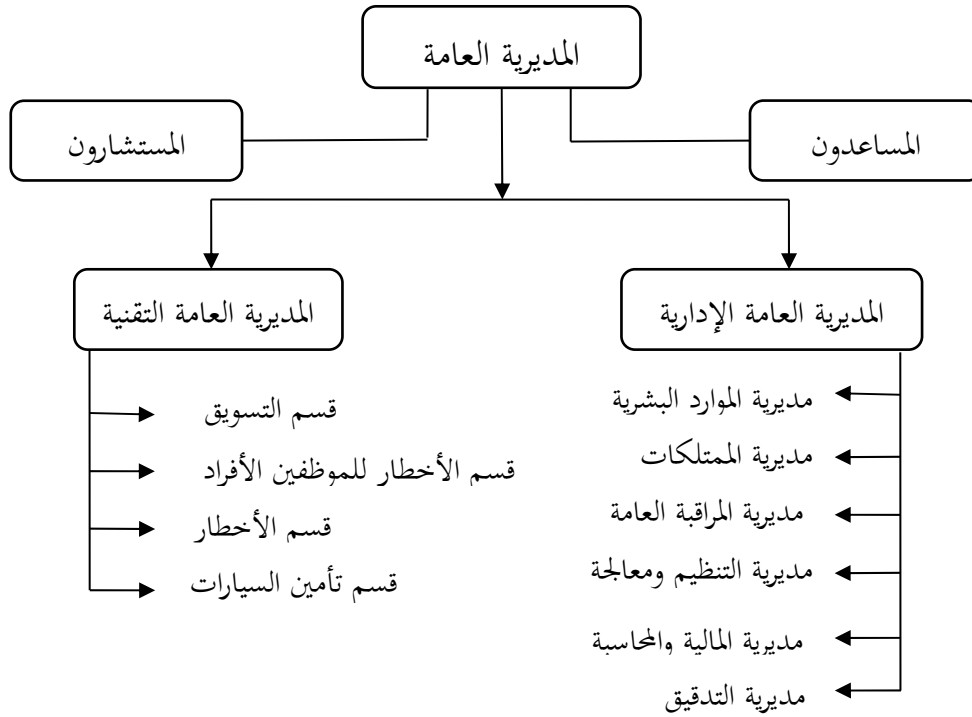 المديرية العامة
المساعدون
المستشارون
المديرية العامة الإدارية
المديرية العامة التقنية
مديرية الموارد البشرية
مديرية الممتلكات
مديرية المراقبة العامة
مديرية التنظيم ومعالجة
مديرية المالية والمحاسبة
مديرية التدقيق
قسم التسويق
قسم الأخطار للموظفين الأفراد
قسم الأخطار
قسم تأمين السيارات